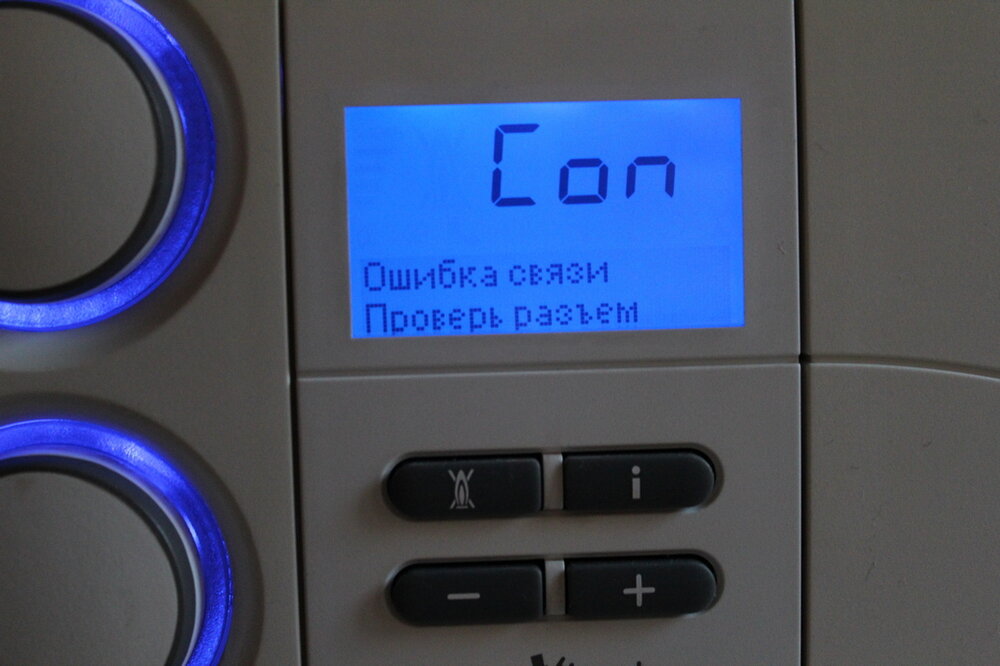 Con
Ошибка связи
Проверь разъем
i
− +